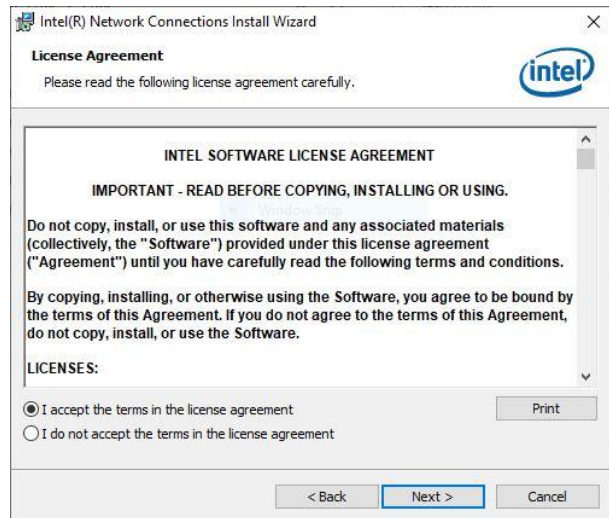 Intel(R) Network Connections Install Wizard
License Agreement
Please read the following license agreement carefully.
intel
INTEL SOFTWARE LICENSE AGREEMENT
IMPORTANT - READ BEFORE COPYING, INSTALLING OR USING.
Window Snip
Do not copy, install, or use this software and any associated materials
(collectively, the "Software") provided under this license agreement
("Agreement") until you have carefully read the following terms and conditions.
By copying, installing, or otherwise using the Software, you agree to be bound by
the terms of this Agreement. If you do not agree to the terms of this Agreement,
do not copy, install, or use the Software.
LICENSES:
I accept the terms in the license agreement
Print
I do not accept the terms in the license agreement
< Back
Next >
Cancel